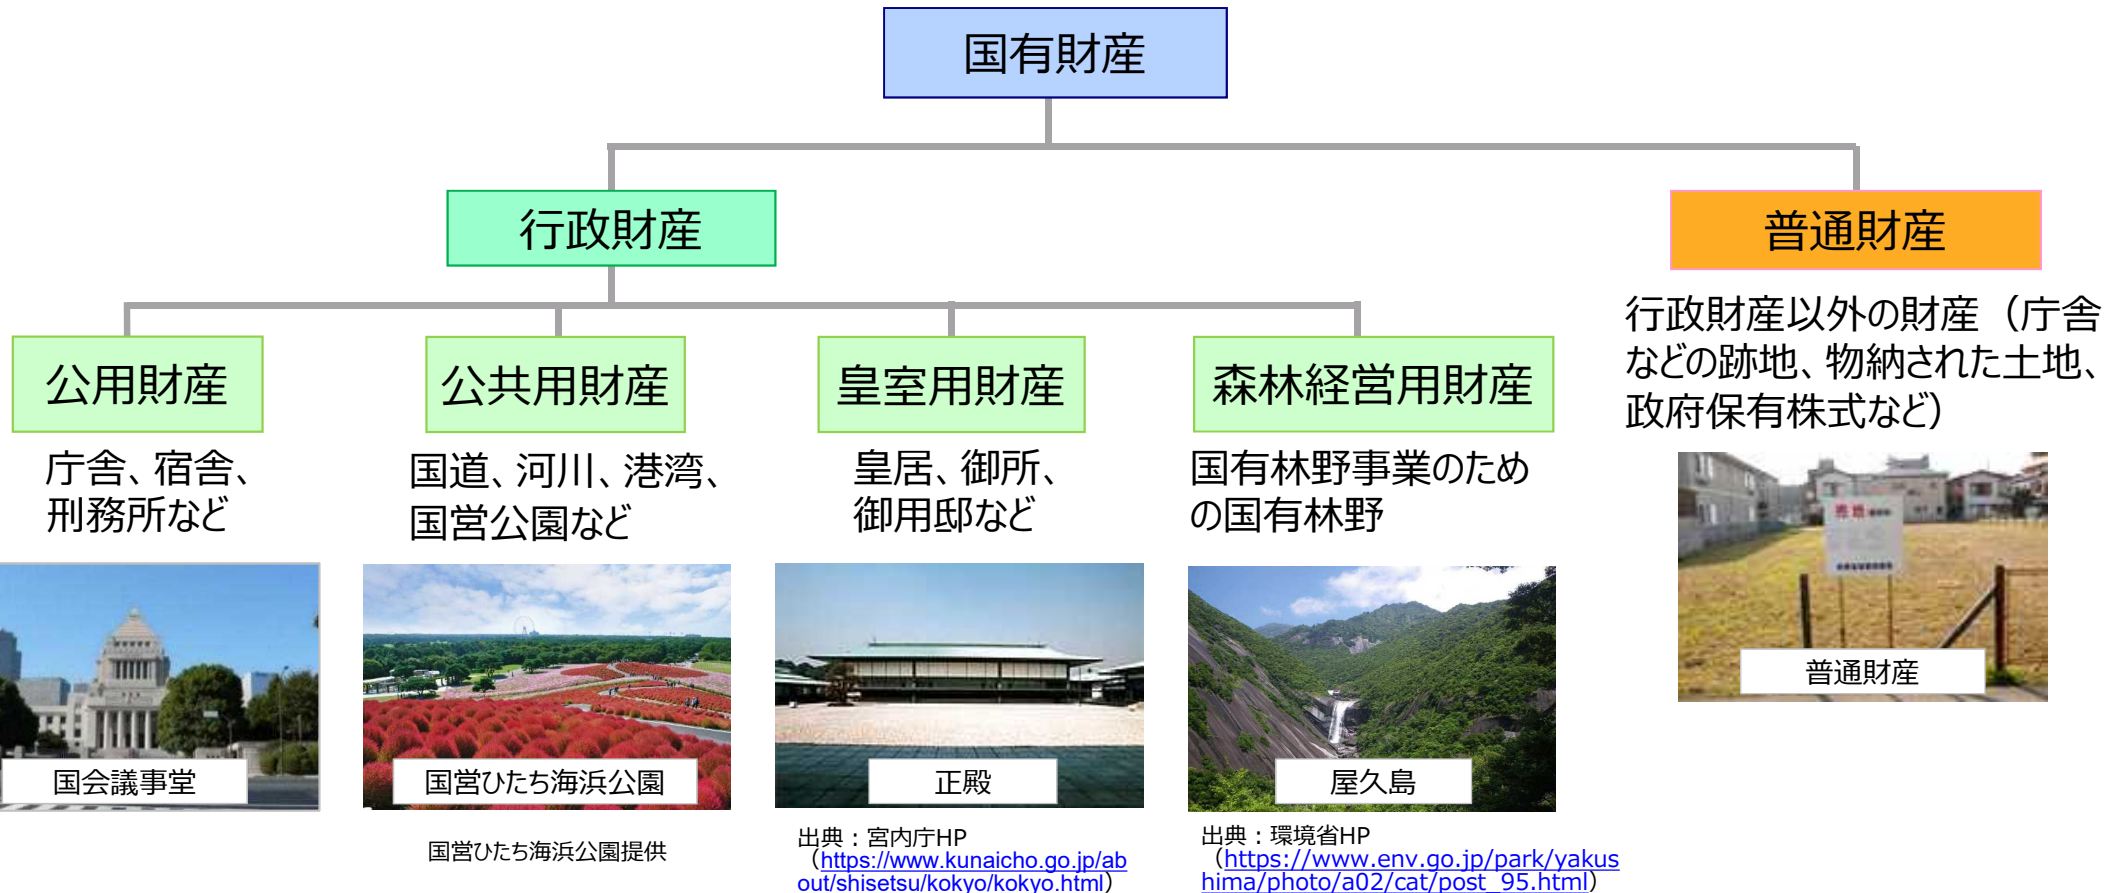 国有財産
行政財産
普通財産
公用財産
公共用財産
皇室用財産
森林経営用財産
行政財産以外の財産（庁舎
などの跡地、物納された土地、
政府保有株式など）
庁舎、宿舎、
刑務所など
国道、河川、港湾、
国営公園など
皇居、御所、
御用邸など
国有林野事業のため
の国有林野
国会議事堂
国営ひたち海浜公園
正殿
屋久島
普通財産
国営ひたち海浜公園提供
出典：宮内庁HP
（https://www.kunaicho.go.jp/ab
out/shisetsu/kokyo/kokyo.html）
出典：環境省HP
（https://www.env.go.jp/park/yakus
hima/photo/a02/cat/post_95.html）